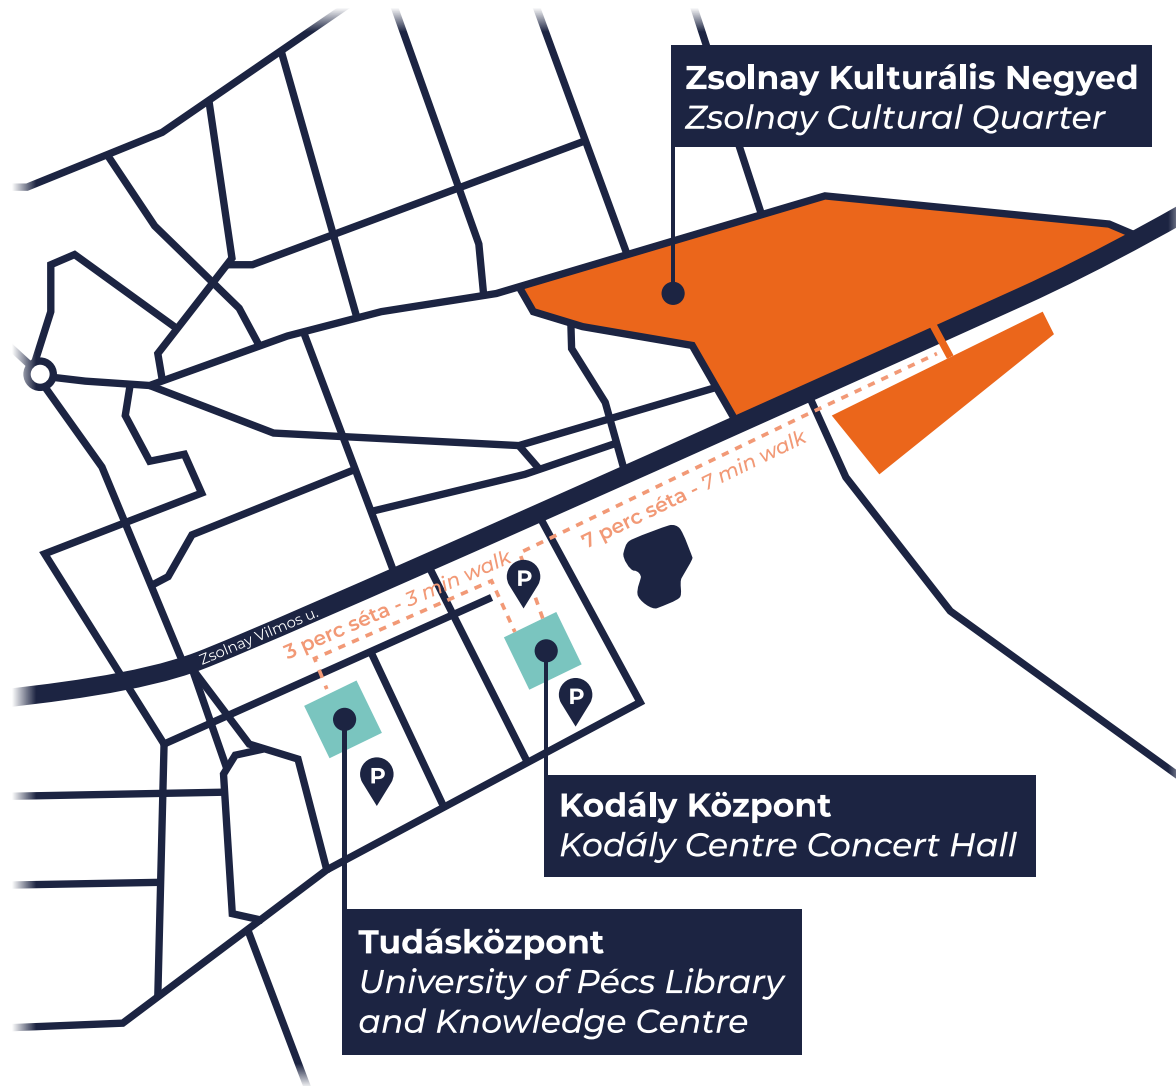 Zsolnay Kulturális Negyed
Zsolnay Cultural Quarter
7 perc séta - 7 min walk
P
3 perc séta - 3 min walk
Zsolnay Vilmos u.
P
P
Kodály Központ
Kodály Centre Concert Hall
Tudásközpont
University of Pécs Library
and Knowledge Centre